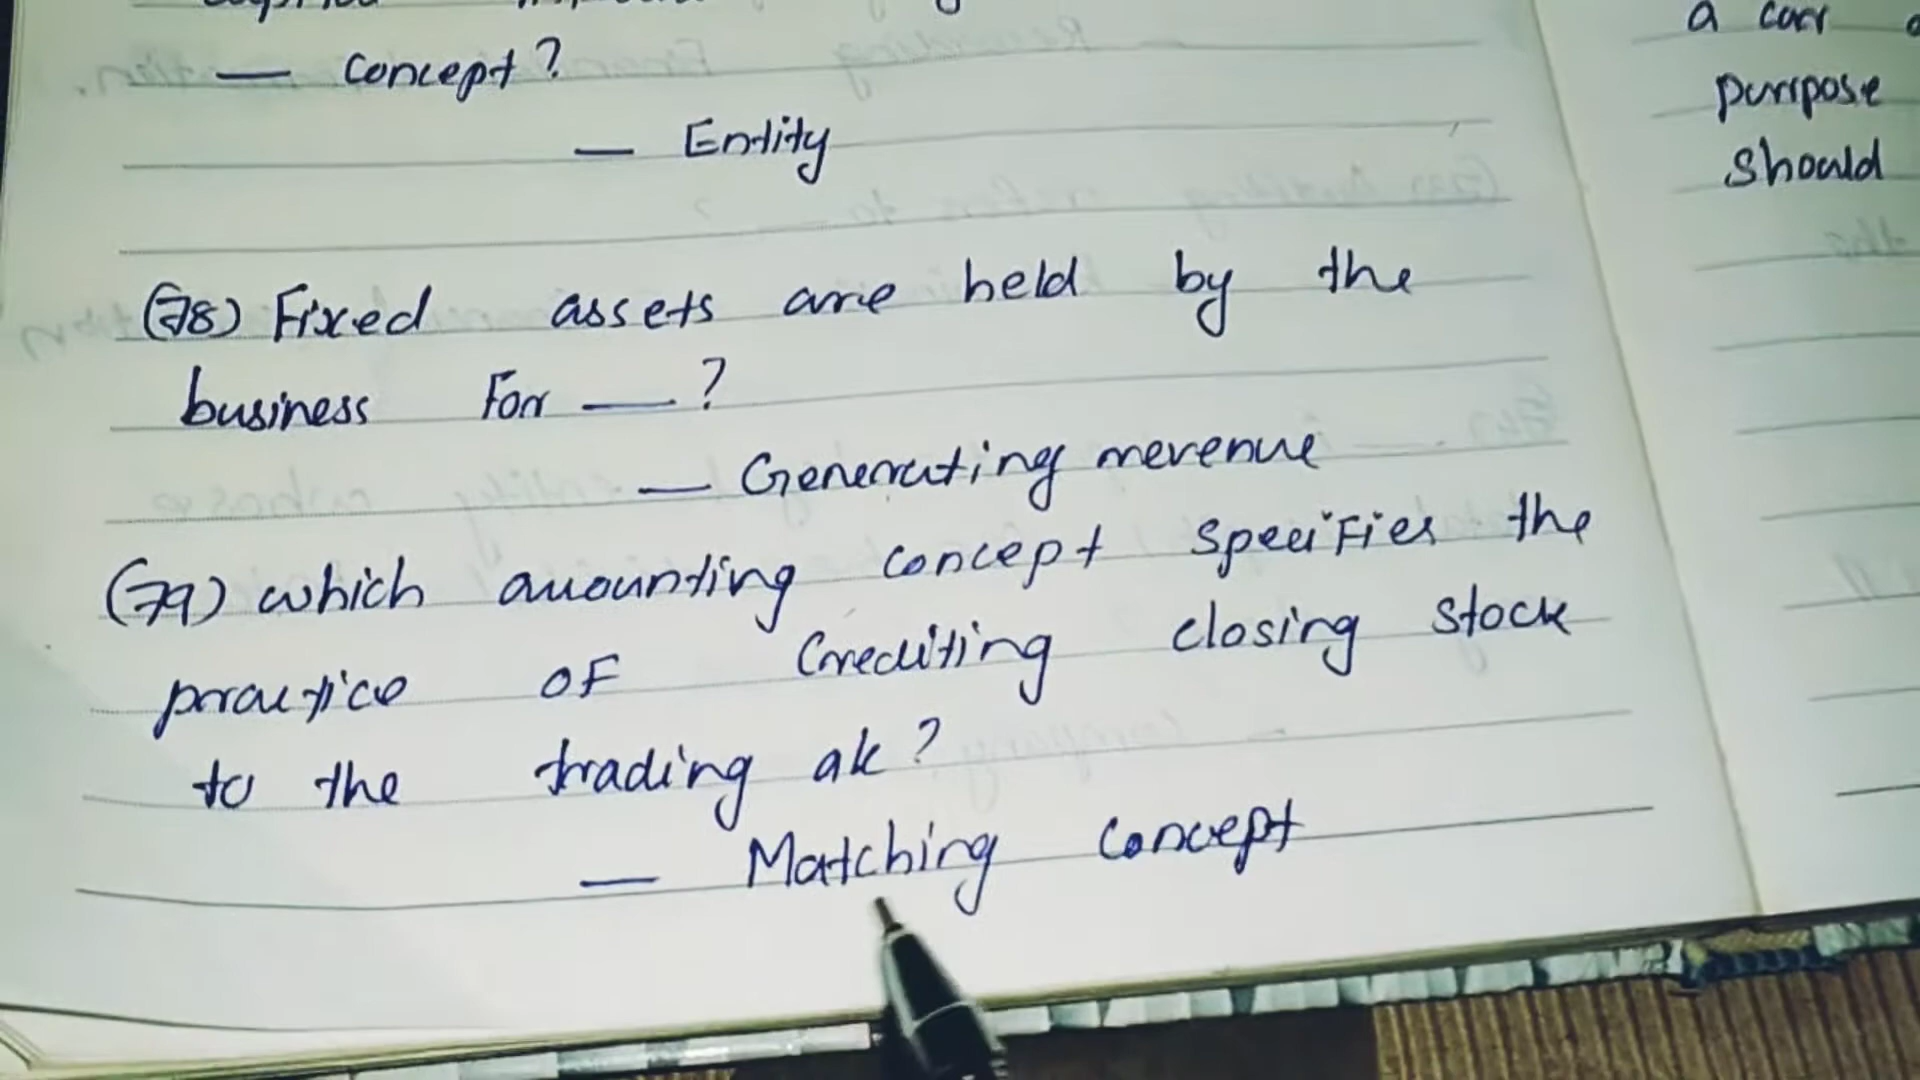 — concept?
— Entity
(78) Fixed assets are held by the
business For — ?
— Generating revenue
(79) which accounting concept specifies the
practice of Crediting closing stock
to the trading a/c?
— Matching concept
a car
purpose
should